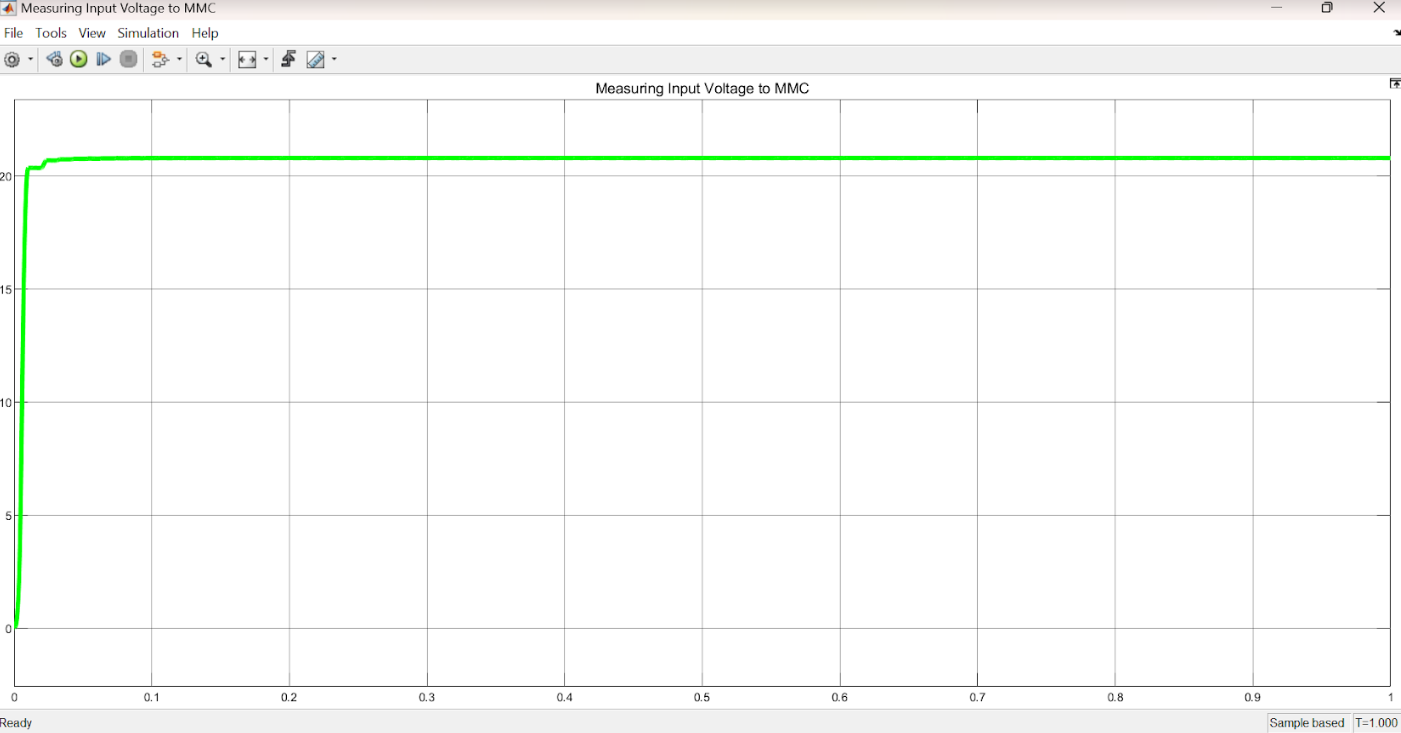 Measuring Input Voltage to MMC
File Tools View Simulation Help
Measuring Input Voltage to MMC
20
15
10
5
0
0 0.1 0.2 0.3 0.4 0.5 0.6 0.7 0.8 0.9 1
Ready Sample based T=1.000